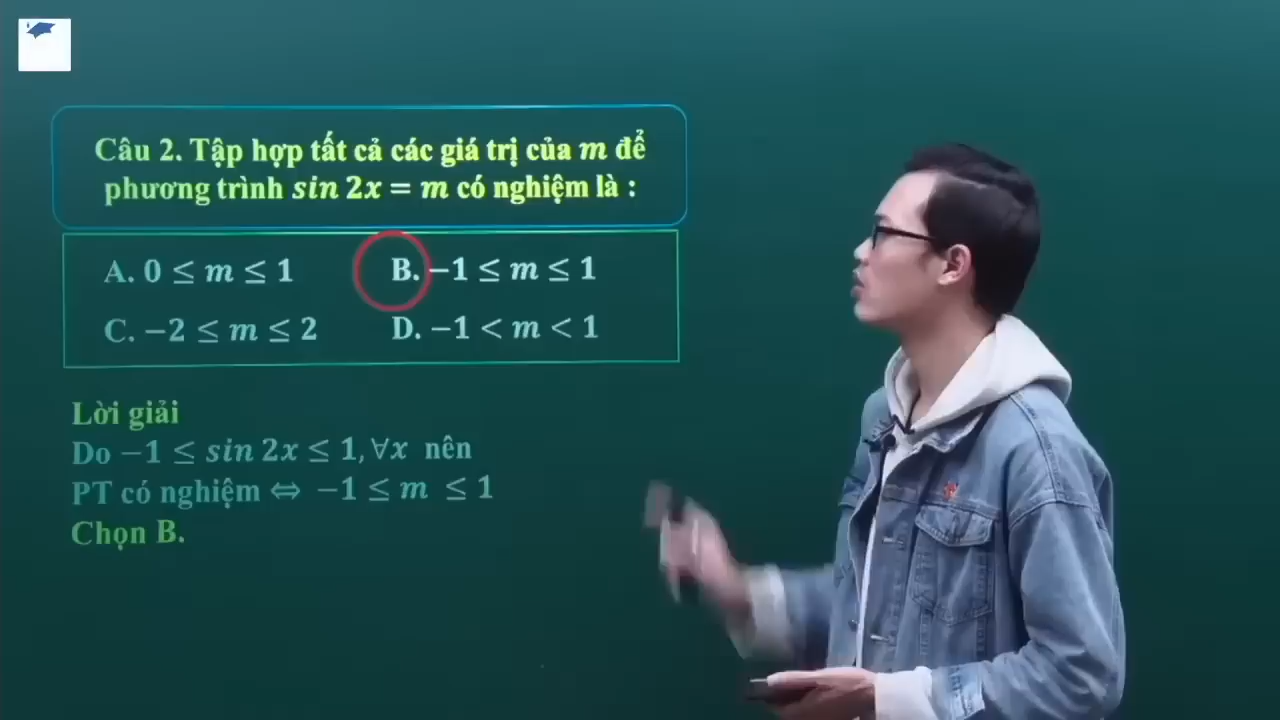 Câu 2. Tập hợp tất cả các giá trị của m để
phương trình sin 2x = m có nghiệm là :
A. 0 ≤ m ≤ 1
B. −1 ≤ m ≤ 1
C. −2 ≤ m ≤ 2
D. −1 < m < 1
Lời giải
Do −1 ≤ sin 2x ≤ 1, ∀x nên
PT có nghiệm ⇔ −1 ≤ m ≤ 1
Chọn B.